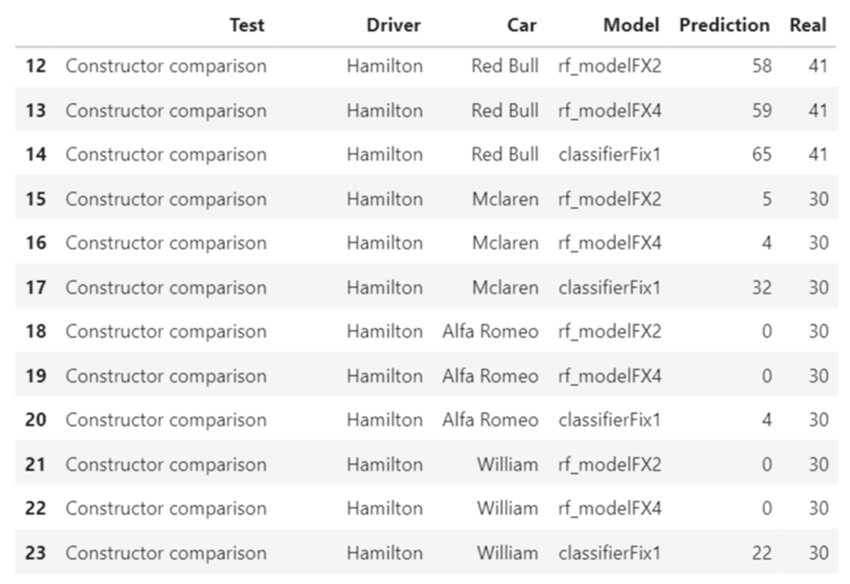 Test Driver Car Model Prediction Real
12 Constructor comparison Hamilton Red Bull rf_modelFX2 58 41
13 Constructor comparison Hamilton Red Bull rf_modelFX4 59 41
14 Constructor comparison Hamilton Red Bull classifierFix1 65 41
15 Constructor comparison Hamilton Mclaren rf_modelFX2 5 30
16 Constructor comparison Hamilton Mclaren rf_modelFX4 4 30
17 Constructor comparison Hamilton Mclaren classifierFix1 32 30
18 Constructor comparison Hamilton Alfa Romeo rf_modelFX2 0 30
19 Constructor comparison Hamilton Alfa Romeo rf_modelFX4 0 30
20 Constructor comparison Hamilton Alfa Romeo classifierFix1 4 30
21 Constructor comparison Hamilton William rf_modelFX2 0 30
22 Constructor comparison Hamilton William rf_modelFX4 0 30
23 Constructor comparison Hamilton William classifierFix1 22 30